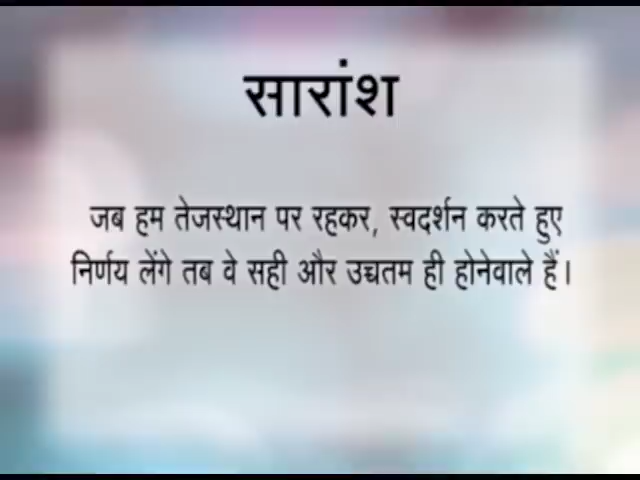 सारांश
जब हम तेजस्थान पर रहकर, स्वदर्शन करते हुए
निर्णय लेंगे तब वे सही और उच्चतम ही होनेवाले हैं।